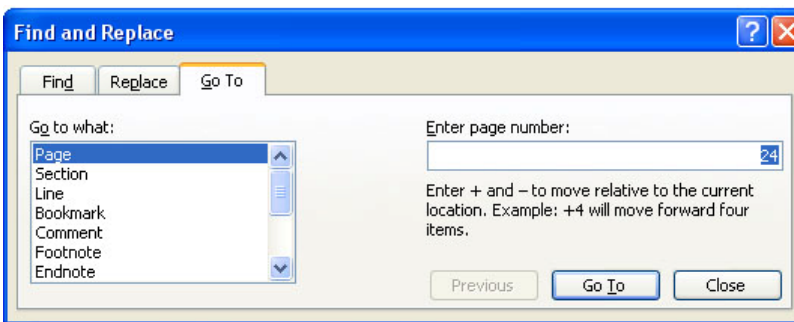 Find and Replace
Find Replace Go To
Go to what:
Page
Section
Line
Bookmark
Comment
Footnote
Endnote
Enter page number:
24
Enter + and – to move relative to the current
location. Example: +4 will move forward four
items.
Previous Go To Close